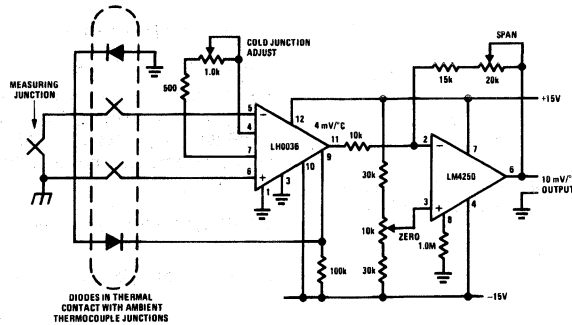 COLD JUNCTION
ADJUST
1.0k
SPAN
15k
20k
MEASURING
JUNCTION
500
+15V
5
−
12
4
4 mV/°C
7
LH0036
11
10k
2
−
7
9
30k
LM4250
6
10 mV/°
OUTPUT
6
+
10
1
3
10k
ZERO
3
+
8
4
1.0M
100k
30k
−15V
DIODES IN THERMAL
CONTACT WITH AMBIENT
THERMOCOUPLE JUNCTIONS